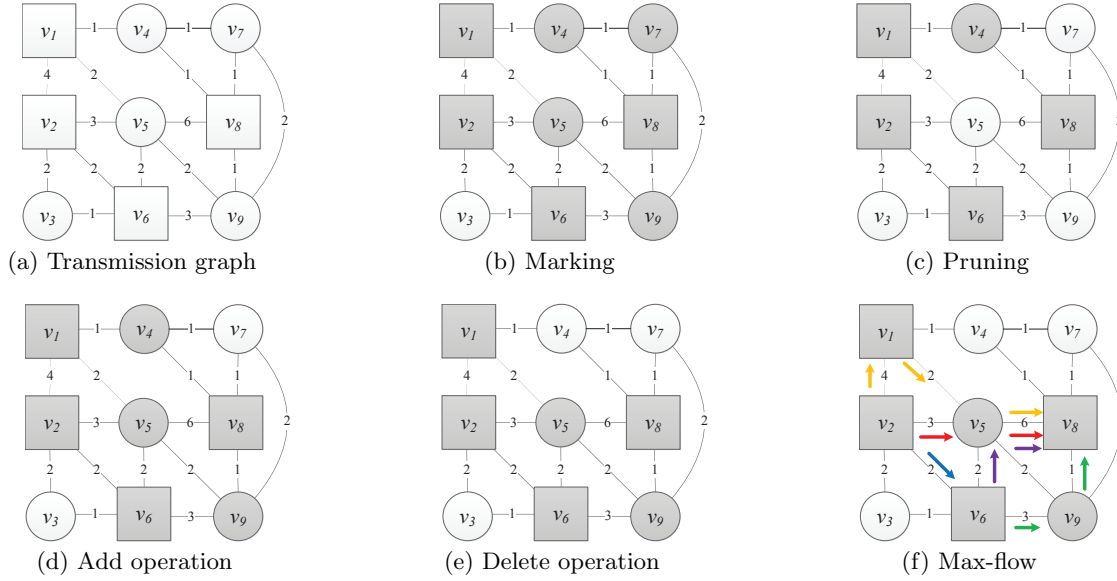 v1 1 v4 1 v7
4 2 1 1
v2 3 v5 6 v8 2
2 2 2 2 1
v3 1 v6 3 v9
(a) Transmission graph
v1 1 v4 1 v7
4 2 1 1
v2 3 v5 6 v8 2
2 2 2 2 1
v3 1 v6 3 v9
(b) Marking
v1 1 v4 1 v7
4 2 1 1
v2 3 v5 6 v8 2
2 2 2 2 1
v3 1 v6 3 v9
(c) Pruning
v1 1 v4 1 v7
4 2 1 1
v2 3 v5 6 v8 2
2 2 2 2 1
v3 1 v6 3 v9
(d) Add operation
v1 1 v4 1 v7
4 2 1 1
v2 3 v5 6 v8 2
2 2 2 2 1
v3 1 v6 3 v9
(e) Delete operation
v1 1 v4 1 v7
4 2 1 1
v2 3 v5 6 v8
2 2 2 2 1
v3 1 v6 3 v9
(f) Max-flow